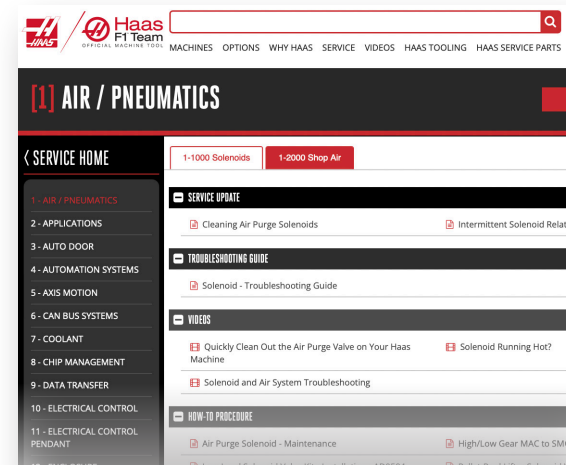 HAAS
Haas
F1 Team
OFFICIAL MACHINE TOOL
MACHINES OPTIONS WHY HAAS SERVICE VIDEOS HAAS TOOLING HAAS SERVICE PARTS
[1] AIR / PNEUMATICS
SERVICE HOME
1-1000 Solenoids 1-2000 Shop Air
1 - AIR / PNEUMATICS
2 - APPLICATIONS
3 - AUTO DOOR
4 - AUTOMATION SYSTEMS
5 - AXIS MOTION
6 - CAN BUS SYSTEMS
7 - COOLANT
8 - CHIP MANAGEMENT
9 - DATA TRANSFER
10 - ELECTRICAL CONTROL
11 - ELECTRICAL CONTROL
PENDANT
SERVICE UPDATE
Cleaning Air Purge Solenoids Intermittent Solenoid Relat
TROUBLESHOOTING GUIDE
Solenoid - Troubleshooting Guide
VIDEOS
Quickly Clean Out the Air Purge Valve on Your Haas
Machine
Solenoid Running Hot?
Solenoid and Air System Troubleshooting
HOW-TO PROCEDURE
Air Purge Solenoid - Maintenance High/Low Gear MAC to SMC